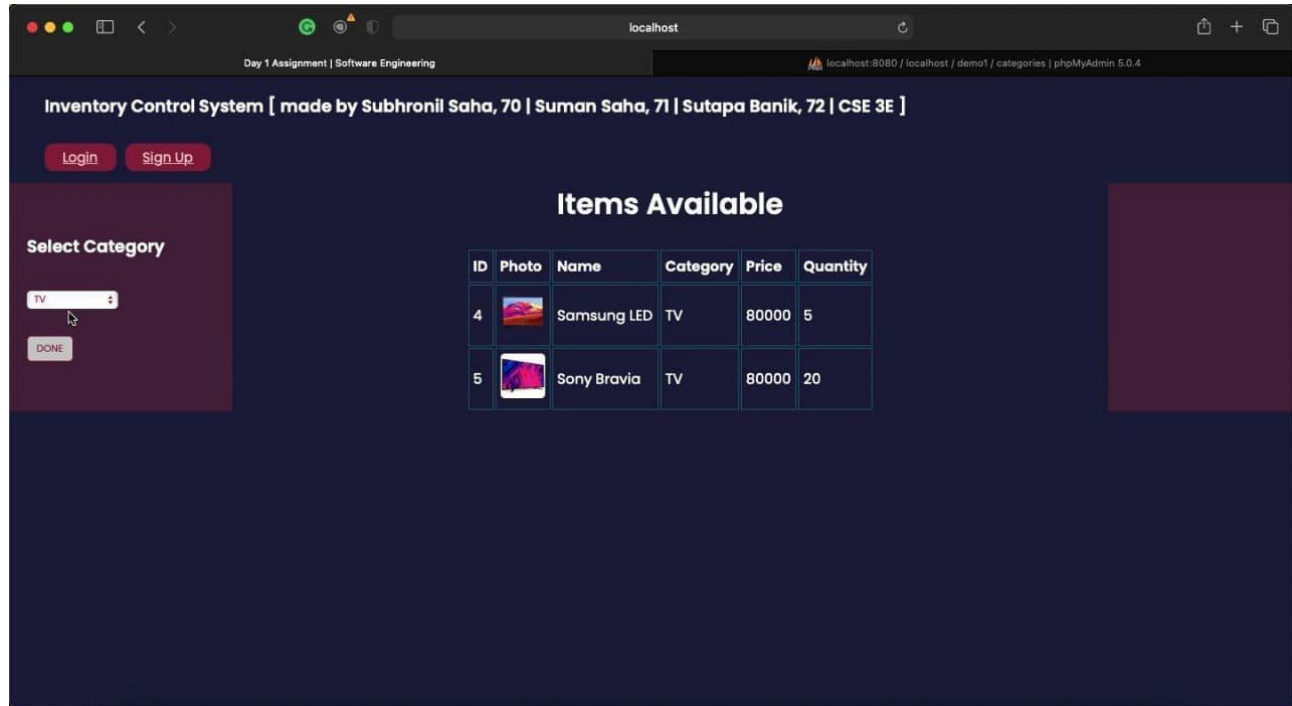 localhost
Day 1 Assignment | Software Engineering
localhost:8080 / localhost / demo1 / categories | phpMyAdmin 5.0.4
Inventory Control System [ made by Subhronil Saha, 70 | Suman Saha, 71 | Sutapa Banik, 72 | CSE 3E ]
Login Sign Up
Items Available
Select Category
TV
DONE
ID Photo Name Category Price Quantity
4 Samsung LED TV 80000 5
5 Sony Bravia TV 80000 20